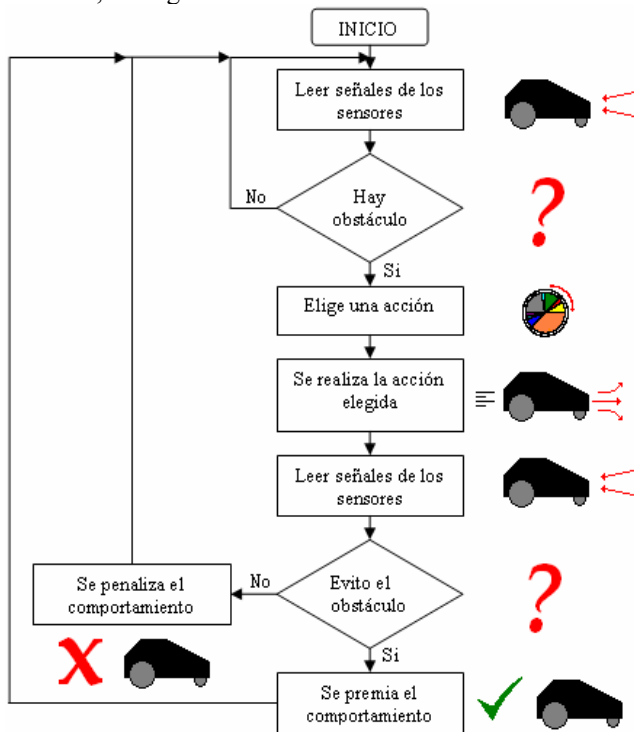 INICIO
Leer señales de los
sensores
No
Hay
obstáculo
Si
Elige una acción
Se realiza la acción
elegida
Leer señales de los
sensores
Se penaliza el
comportamiento
No
Evito el
obstáculo
Si
Se premia el
comportamiento